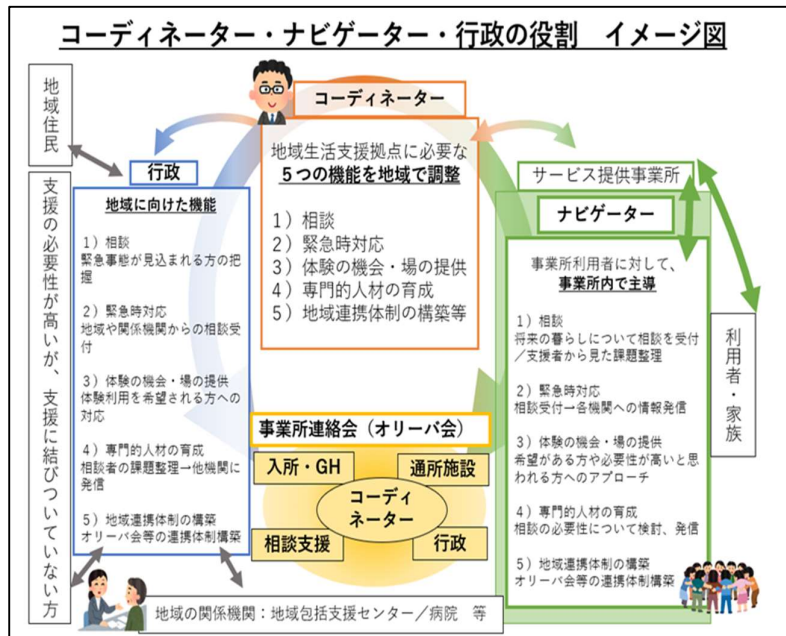 コーディネーター・ナビゲーター・行政の役割　イメージ図
地域住民
支援の必要性が高いが、支援に結びついていない方
行政
地域に向けた機能
1）相談
緊急事態が見込まれる方の把
握
2）緊急時対応
地域や関係機関からの相談受
付
3）体験の機会・場の提供
体験利用を希望される方への
対応
4）専門的人材の育成
相談者の課題整理→他機関に
発信
5）地域連携体制の構築
オリーバ会等の連携体制構築
コーディネーター
地域生活支援拠点に必要な
５つの機能を地域で調整
1）相談
2）緊急時対応
3）体験の機会・場の提供
4）専門的人材の育成
5）地域連携体制の構築等
サービス提供事業所
ナビゲーター
事業所利用者に対して、
事業所内で主導
1）相談
将来の暮らしについて相談を受付
／支援者から見た課題整理
2）緊急時対応
相談受付→各機関への情報発信
3）体験の機会・場の提供
希望がある方や必要性が高いと思
われる方へのアプローチ
4）専門的人材の育成
相談の必要性について検討、発信
5）地域連携体制の構築
オリーバ会等の連携体制構築
利用者・家族
事業所連絡会（オリーバ会）
入所・GH
通所施設
コーディ
ネーター
相談支援
行政
地域の関係機関：地域包括支援センター／病院　等